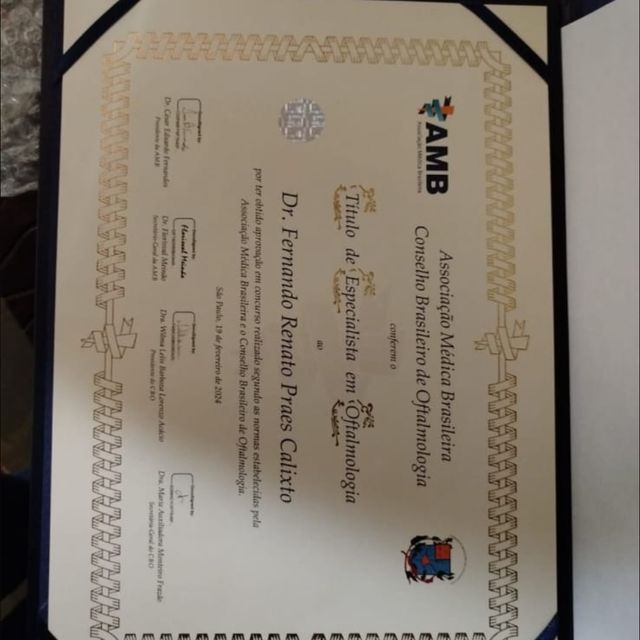 AMB
Associação Médica Brasileira
Associação Médica Brasileira
Conselho Brasileiro de Oftalmologia
conferem o
Título de Especialista em Oftalmologia
ao
Dr. Fernando Renato Praes Calixto
por ter obtido aprovação em concurso realizado segundo as normas estabelecidas pela
Associação Médica Brasileira e o Conselho Brasileiro de Oftalmologia.
São Paulo, 19 de fevereiro de 2024
Dr. César Eduardo Fernandes
Presidente da AMB
Dr. Florisval Meinão
Secretário-Geral da AMB
Dra. Wilma Lelis Barboza Lorenzo Acácio
Presidente do CBO
Dra. Maria Auxiliadora Monteiro Frazão
Secretária-Geral do CBO